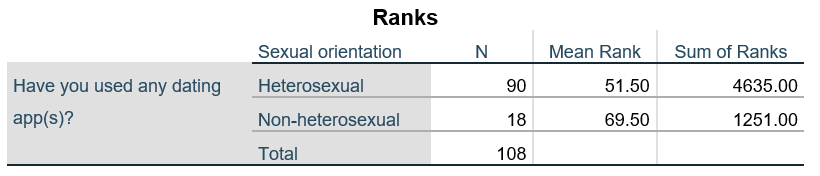 Ranks
Sexual orientation N Mean Rank Sum of Ranks
Have you used any dating app(s)? Heterosexual 90 51.50 4635.00
Non-heterosexual 18 69.50 1251.00
Total 108